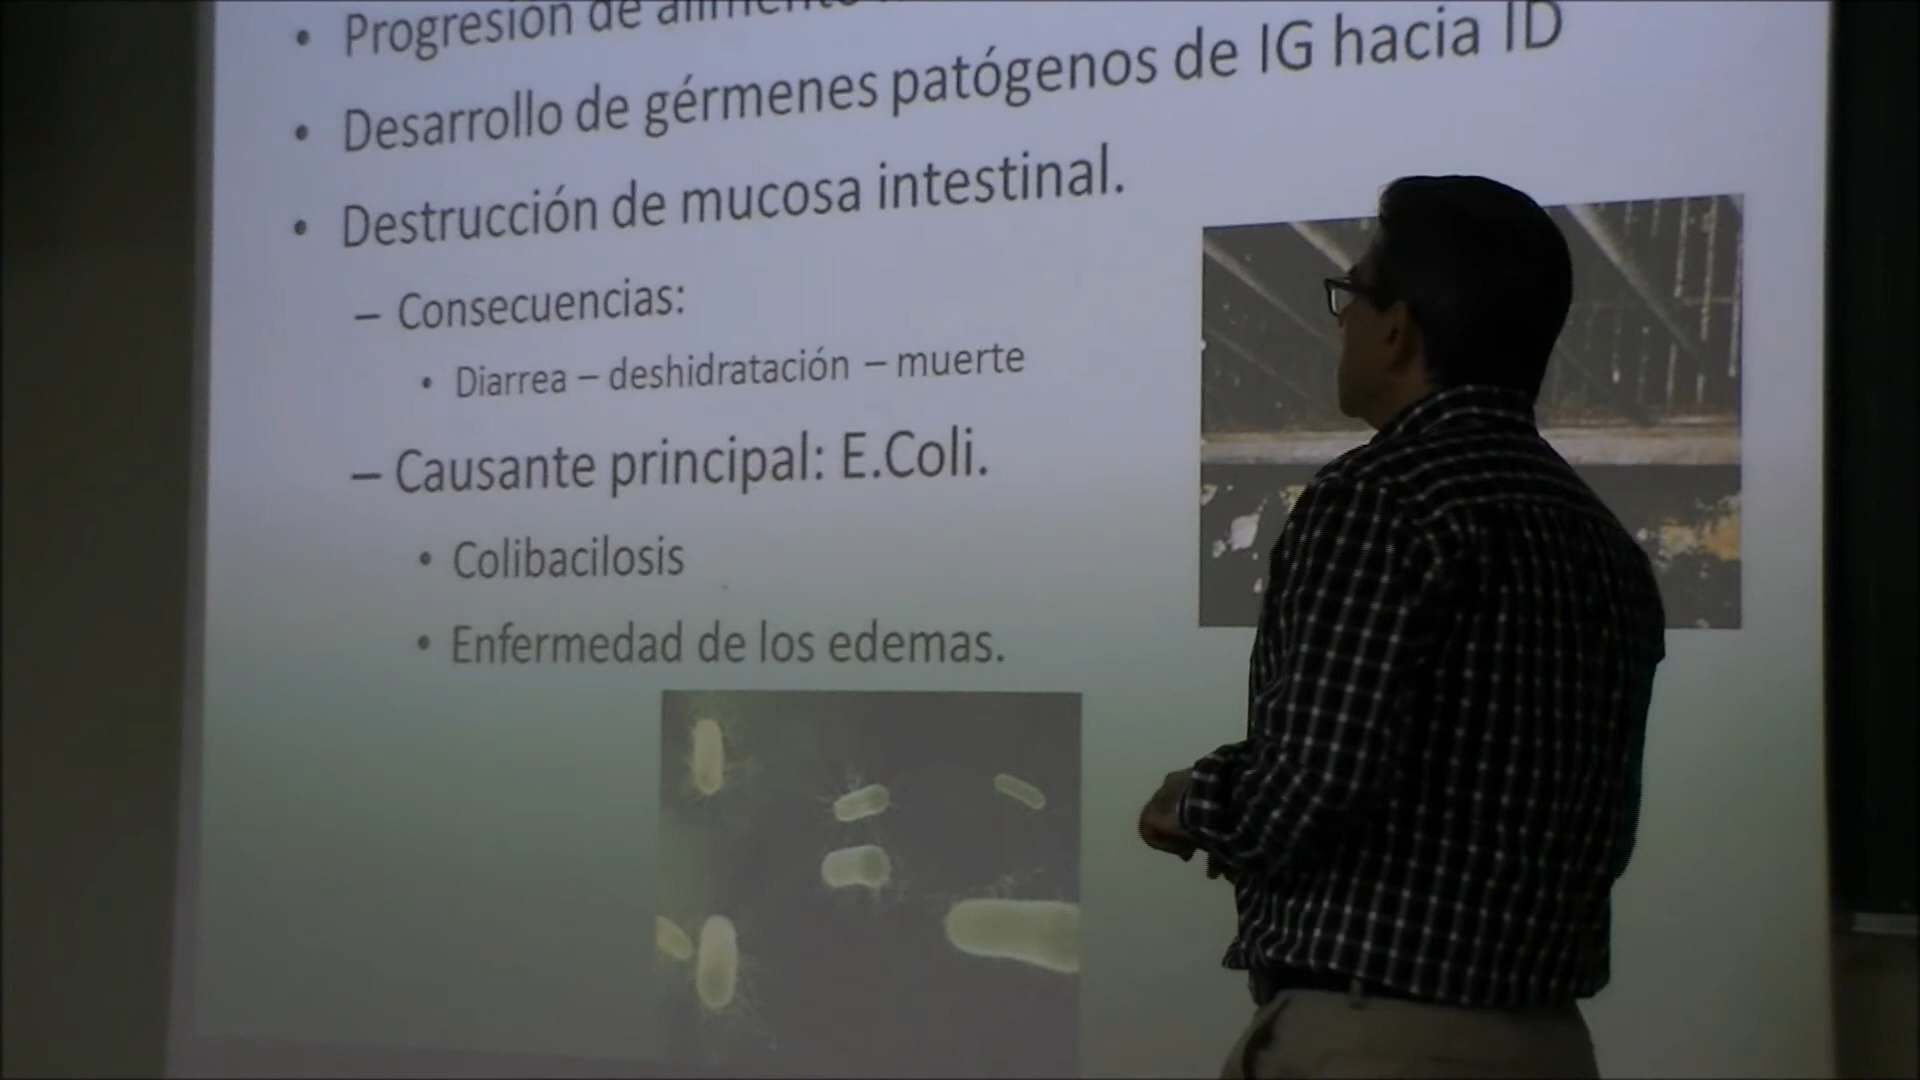 • Progresión de alimento
• Desarrollo de gérmenes patógenos de IG hacia ID
• Destrucción de mucosa intestinal.
– Consecuencias:
• Diarrea – deshidratación – muerte
– Causante principal: E.Coli.
• Colibacilosis
• Enfermedad de los edemas.